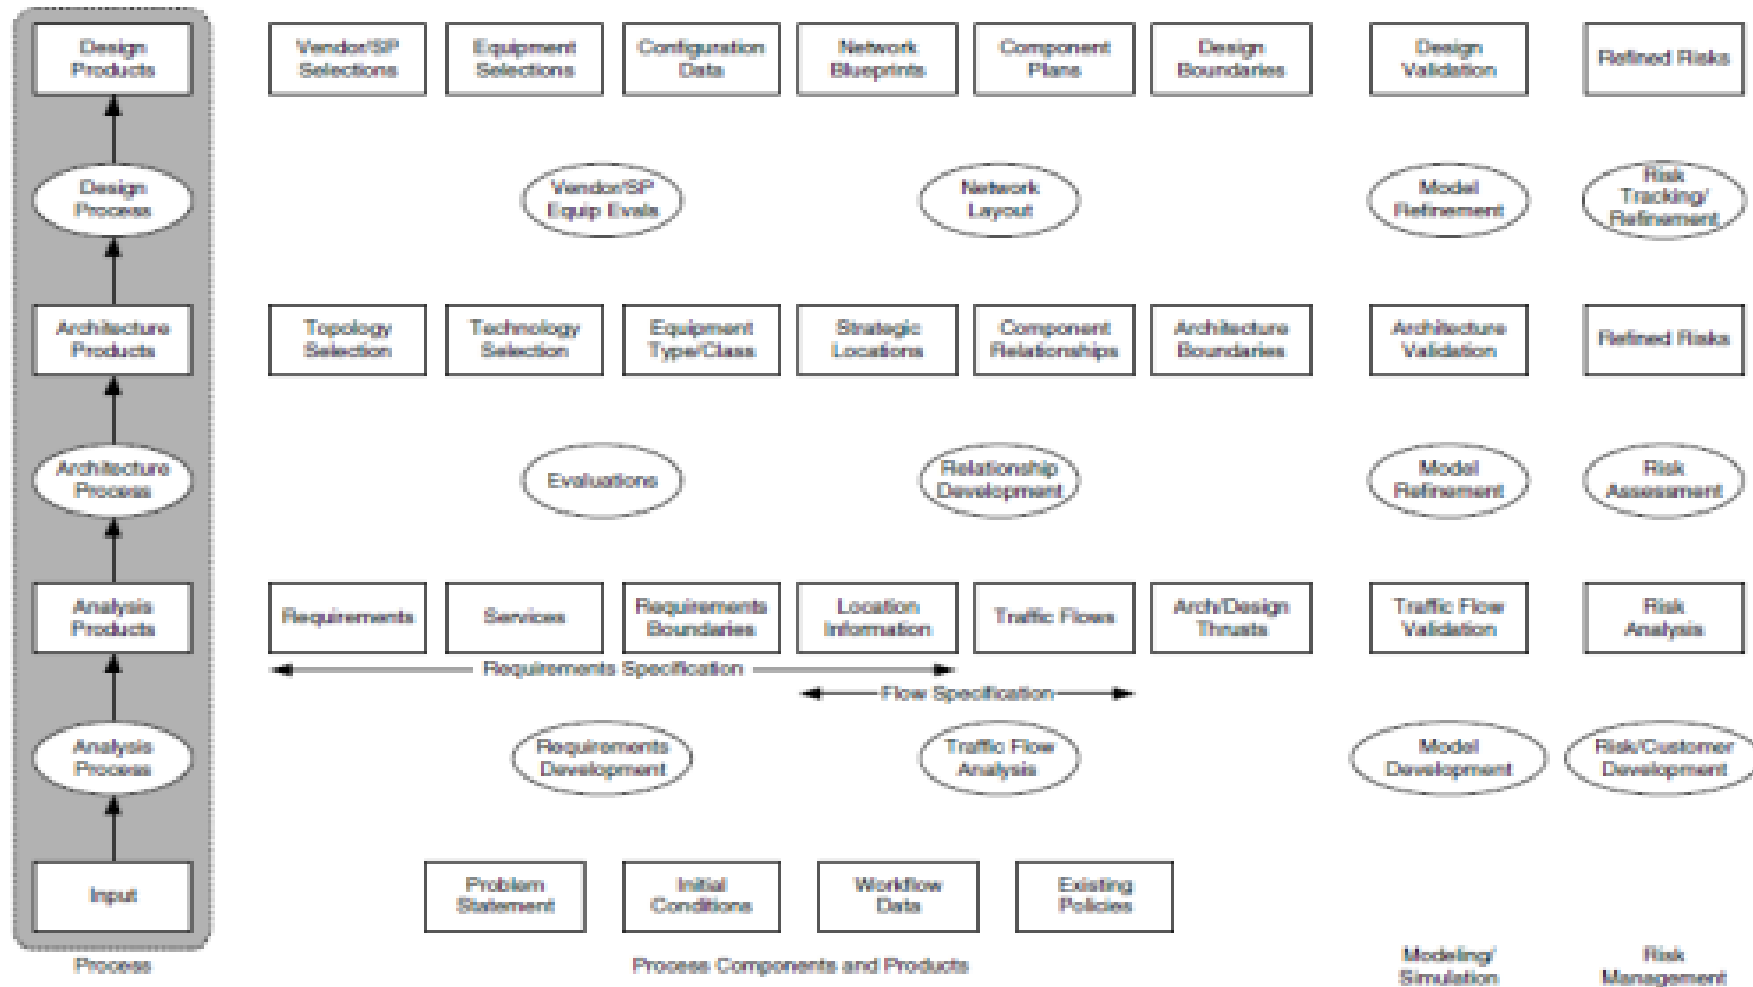 Design
Products
Vendor/SP
Selections
Equipment
Selections
Configuration
Data
Network
Blueprints
Component
Plans
Design
Boundaries
Design
Validation
Refined Risks
Design
Process
Vendor/SP
Equip Evals
Network
Layout
Model
Refinement
Risk
Tracking/
Refinement
Architecture
Products
Topology
Selection
Technology
Selection
Equipment
Type/Class
Strategic
Locations
Component
Relationships
Architecture
Boundaries
Architecture
Validation
Refined Risks
Architecture
Process
Evaluations
Relationship
Development
Model
Refinement
Risk
Assessment
Analysis
Products
Requirements
Services
Requirements
Boundaries
Location
Information
Traffic Flows
Arch/Design
Thrusts
Traffic Flow
Validation
Risk
Analysis
Requirements Specification
Flow Specification
Analysis
Process
Requirements
Development
Traffic Flow
Analysis
Model
Development
Risk/Customer
Development
Input
Problem
Statement
Initial
Conditions
Workflow
Data
Existing
Policies
Process
Process Components and Products
Modeling/
Simulation
Risk
Management